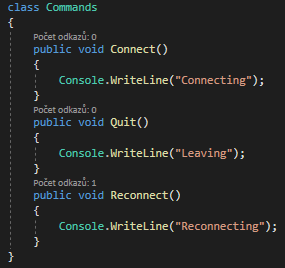 class Commands
{
Počet odkazů: 0
public void Connect()
{
Console.WriteLine("Connecting");
}
Počet odkazů: 0
public void Quit()
{
Console.WriteLine("Leaving");
}
Počet odkazů: 1
public void Reconnect()
{
Console.WriteLine("Reconnecting");
}
}